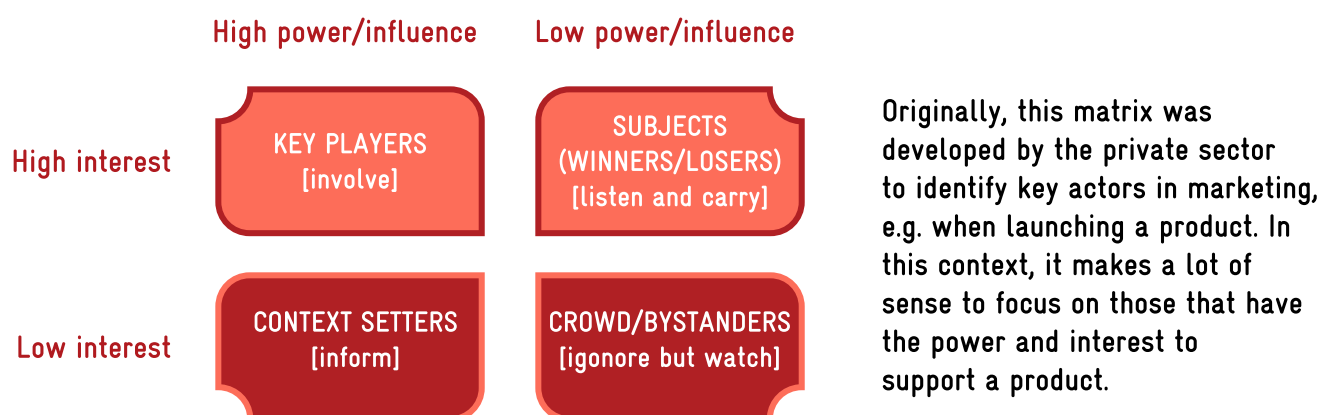 High power/influence
Low power/influence
High interest
KEY PLAYERS
[involve]
SUBJECTS
(WINNERS/LOSERS)
[listen and carry]
Low interest
CONTEXT SETTERS
[inform]
CROWD/BYSTANDERS
[igonore but watch]
Originally, this matrix was
developed by the private sector
to identify key actors in marketing,
e.g. when launching a product. In
this context, it makes a lot of
sense to focus on those that have
the power and interest to
support a product.